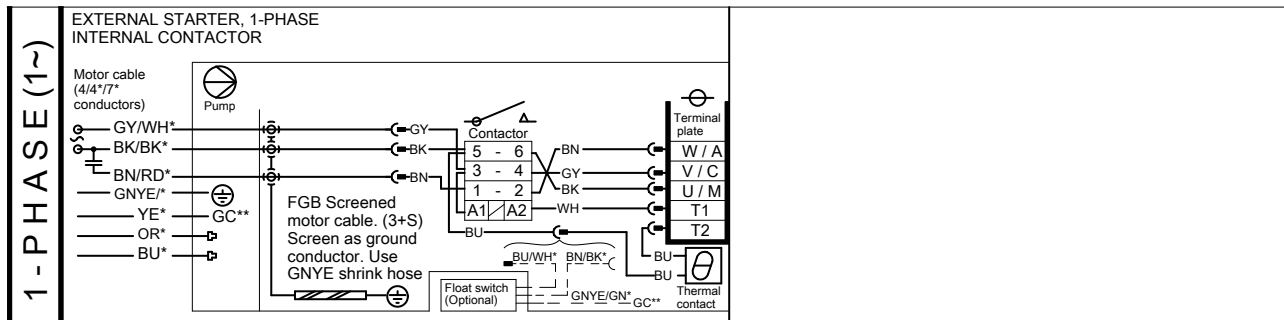 1-PHASE (1~)
EXTERNAL STARTER, 1-PHASE
INTERNAL CONTACTOR
Motor cable
(4/4*/7*
conductors)
Pump
GY/WH*
BK/BK*
BN/RD*
GNYE/*
YE*
GC**
OR*
BU*
FGB Screened
motor cable. (3+S)
Screen as ground
conductor. Use
GNYE shrink hose
GY
BK
BN
Contactor
5 - 6
3 - 4
1 - 2
A1 A2
BN
GY
BK
WH
BU
BU/WH* BN/BK*
Float switch
(Optional)
GNYE/GN*
GC**
Terminal
plate
W / A
V / C
U / M
T1
T2
BU
BU
Thermal
contact